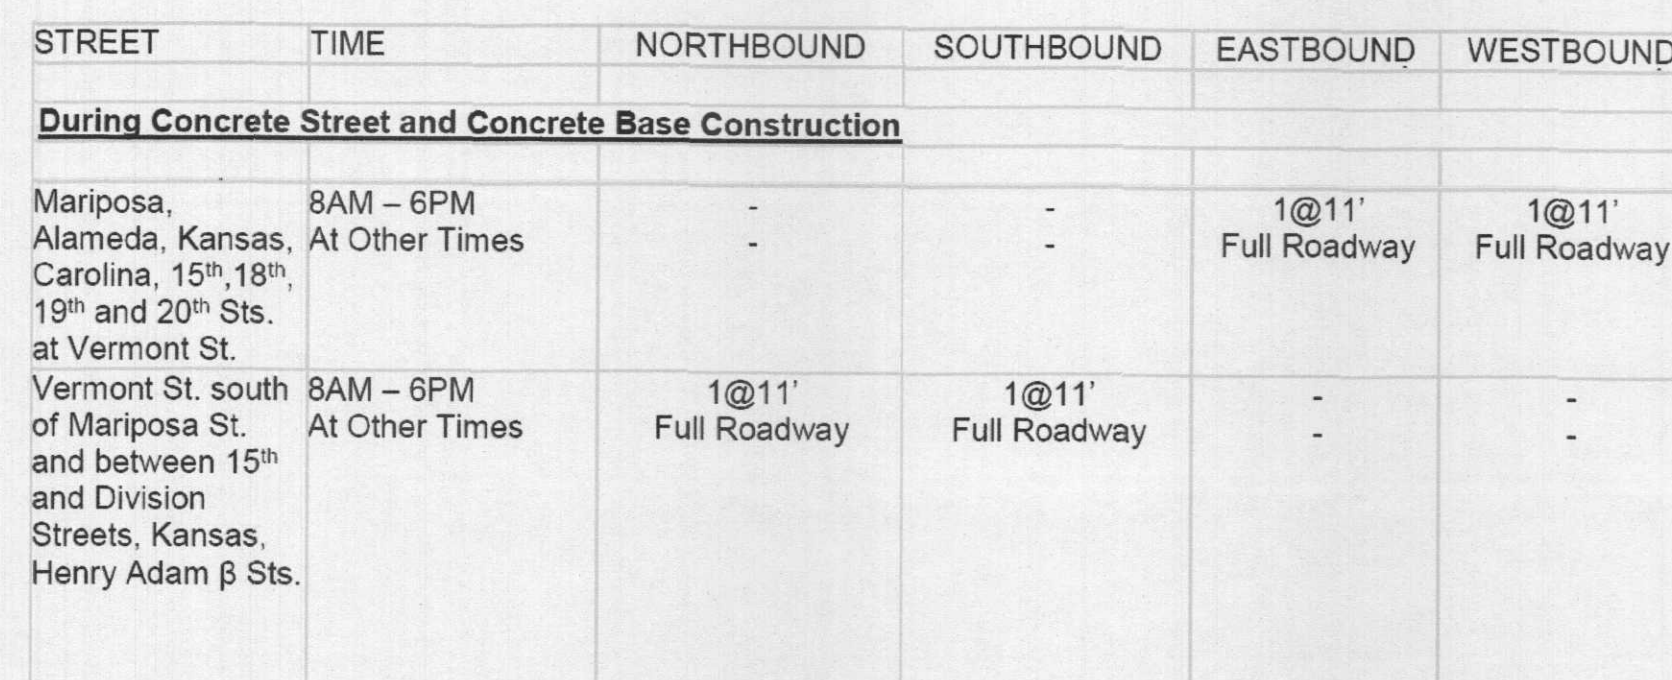 STREET TIME NORTHBOUND SOUTHBOUND EASTBOUND WESTBOUND
During Concrete Street and Concrete Base Construction
Mariposa, 8AM – 6PM - - 1@11' 1@11'
Alameda, Kansas, At Other Times - - Full Roadway Full Roadway
Carolina, 15th,18th,
19th and 20th Sts.
at Vermont St.
Vermont St. south 8AM – 6PM 1@11' 1@11' - -
of Mariposa St. At Other Times Full Roadway Full Roadway - -
and between 15th
and Division
Streets, Kansas,
Henry Adam β Sts.